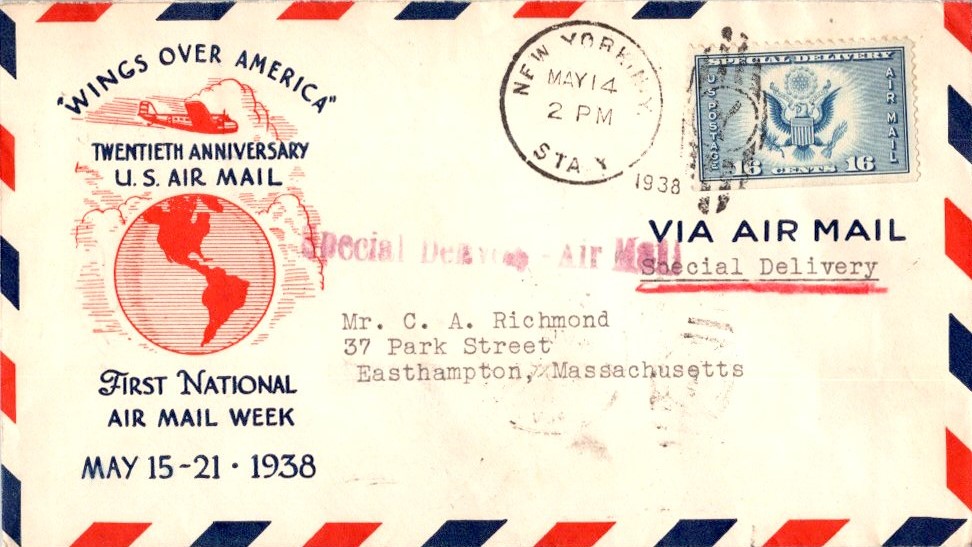 "WINGS OVER AMERICA"
TWENTIETH ANNIVERSARY
U.S. AIR MAIL
FIRST NATIONAL
AIR MAIL WEEK
MAY 15-21 · 1938
NEW YORK, N.Y.
MAY 14
2 PM
STA. Y
1938
SPECIAL DELIVERY
U.S. POSTAGE
AIR MAIL
16 CENTS 16
VIA AIR MAIL
Special Delivery - Air Mail
Special Delivery
Mr. C. A. Richmond
37 Park Street
Easthampton, Massachusetts